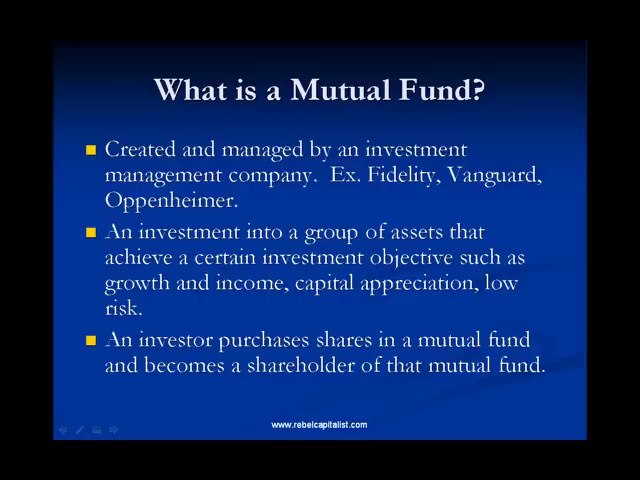 What is a Mutual Fund?
Created and managed by an investment
management company.  Ex. Fidelity, Vanguard,
Oppenheimer.
An investment into a group of assets that
achieve a certain investment objective such as
growth and income, capital appreciation, low
risk.
An investor purchases shares in a mutual fund
and becomes a shareholder of that mutual fund.
www.rebelcapitalist.com